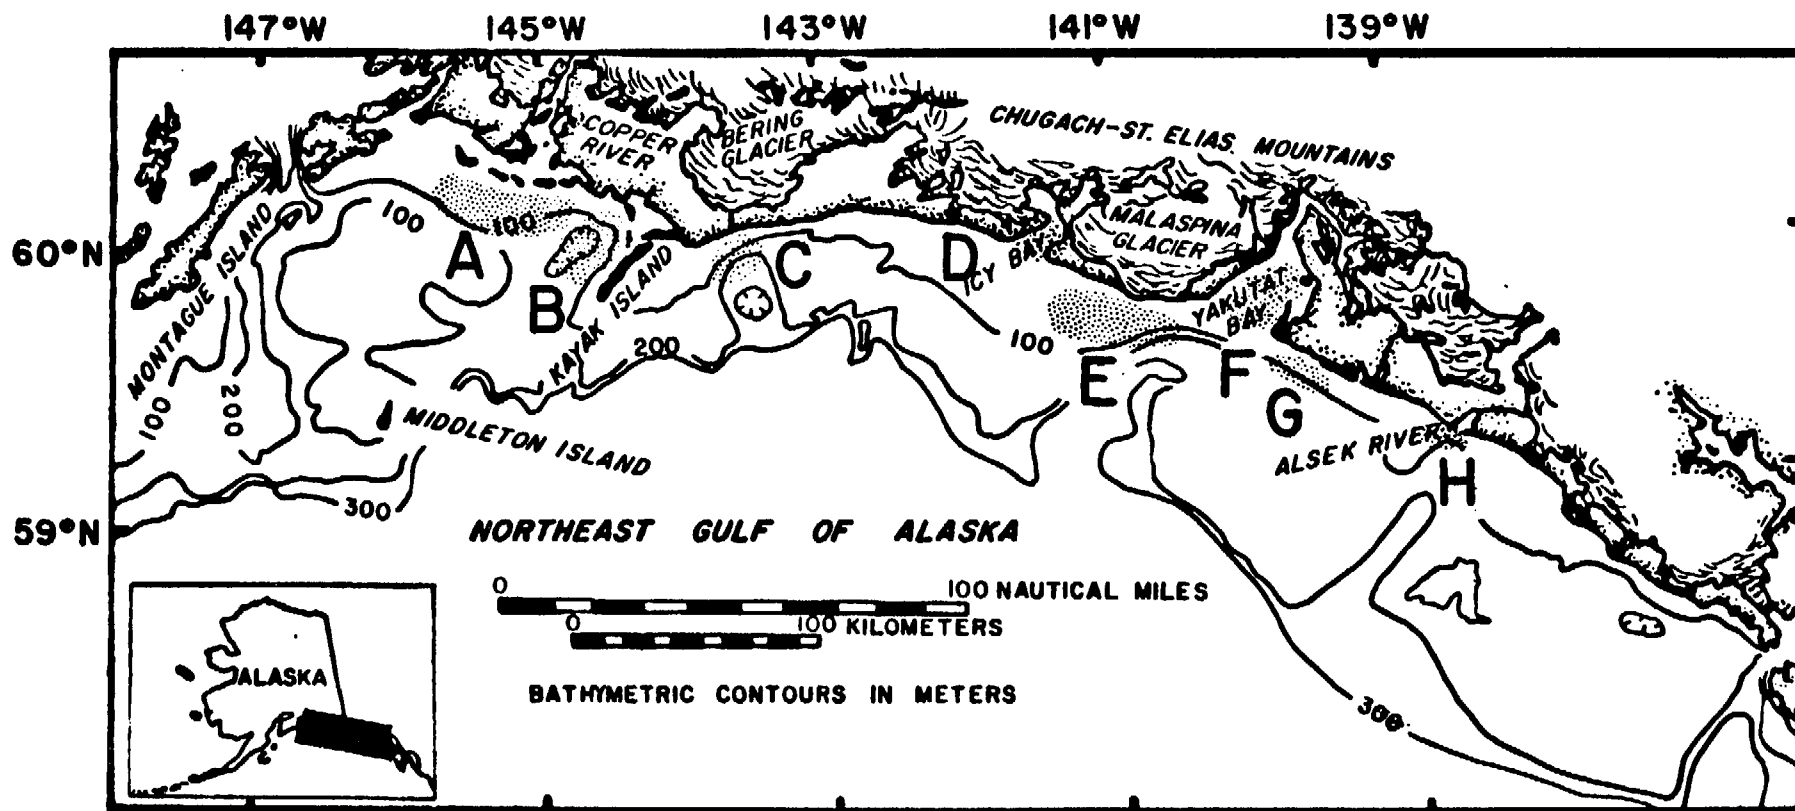 147°W 145°W 143°W 141°W 139°W
CHUGACH-ST. ELIAS MOUNTAINS
COPPER
RIVER
BERING
GLACIER
MALASPINA
GLACIER
60°N
MONTAGUE ISLAND
100
100
A
B
KAYAK ISLAND
C
D
ICY BAY
YAKUTAT
BAY
200
100
E
F
G
ALSEK RIVER
H
100
200
MIDDLETON ISLAND
300
59°N
NORTHEAST GULF OF ALASKA
0 100 NAUTICAL MILES
0 100 KILOMETERS
BATHYMETRIC CONTOURS IN METERS
ALASKA
300